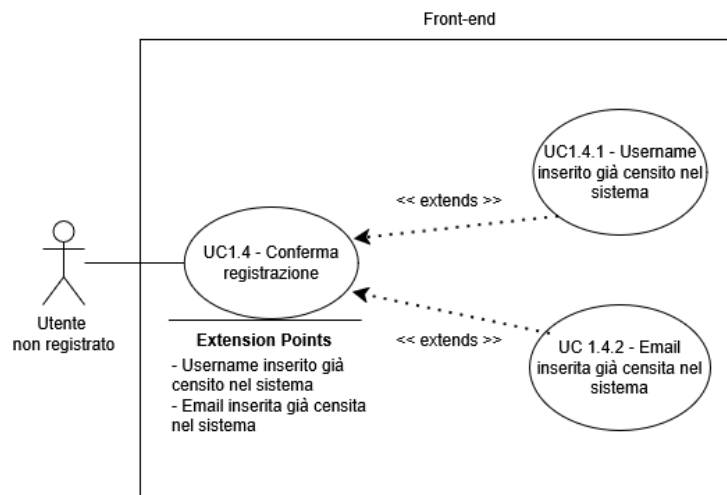 Front-end
UC1.4.1 - Username
inserito già censito nel
sistema
<< extends >>
UC1.4 - Conferma
registrazione
Utente
non registrato
Extension Points
- Username inserito già
censito nel sistema
- Email inserita già censita
nel sistema
<< extends >>
UC 1.4.2 - Email
inserita già censita nel
sistema